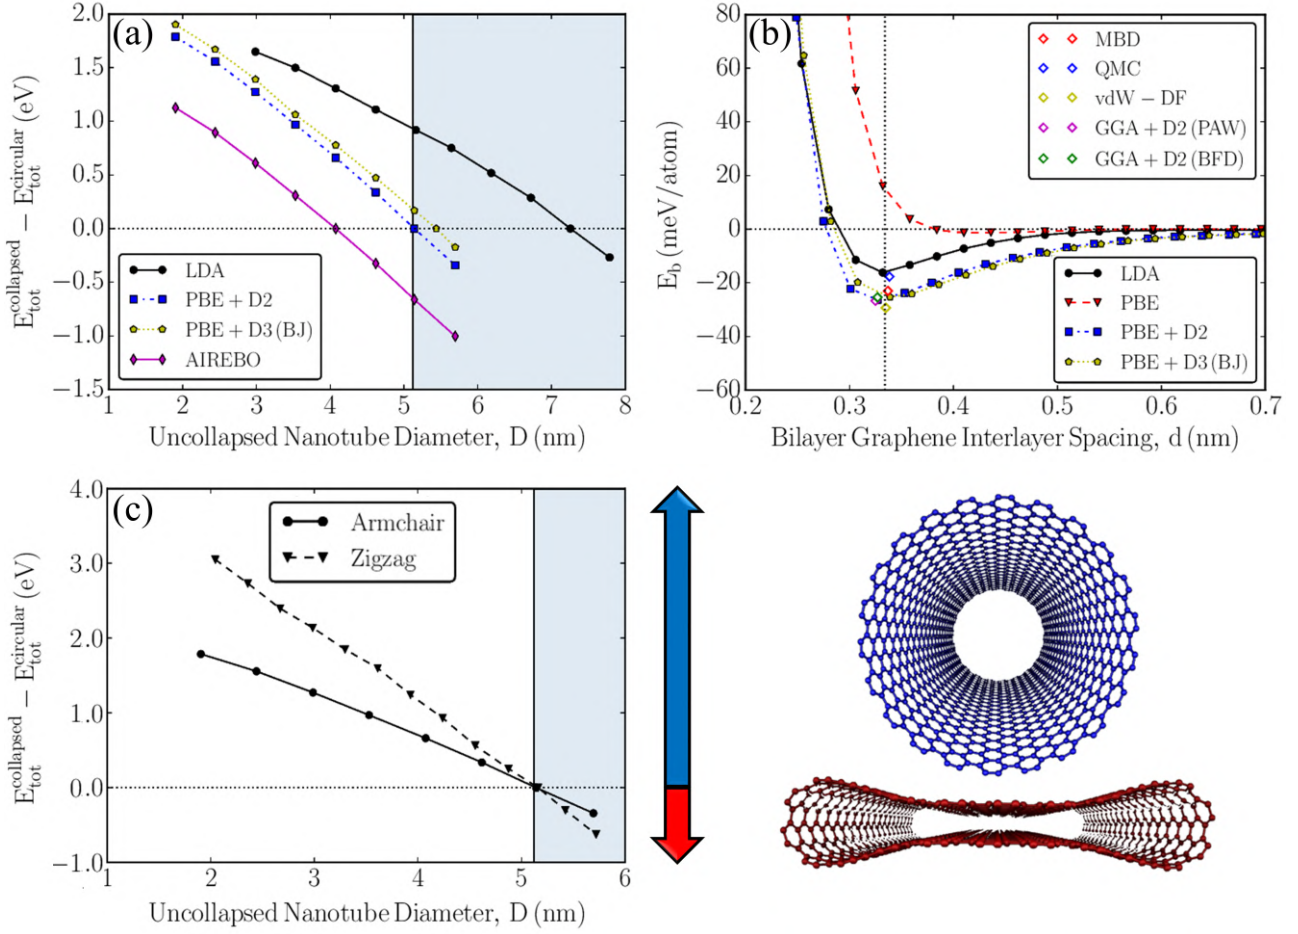 (a)
2.0
1.5
1.0
0.5
0.0
−0.5
−1.0
−1.5
E_tot^collapsed − E_tot^circular (eV)
LDA
PBE + D2
PBE + D3 (BJ)
AIREBO
1 2 3 4 5 6 7 8
Uncollapsed Nanotube Diameter, D (nm)
(b)
80
60
40
20
0
−20
−40
−60
E_b (meV/atom)
MBD
QMC
vdW − DF
GGA + D2 (PAW)
GGA + D2 (BFD)
LDA
PBE
PBE + D2
PBE + D3 (BJ)
0.2 0.3 0.4 0.5 0.6 0.7
Bilayer Graphene Interlayer Spacing, d (nm)
(c)
4.0
3.0
2.0
1.0
0.0
−1.0
E_tot^collapsed − E_tot^circular (eV)
Armchair
Zigzag
1 2 3 4 5 6
Uncollapsed Nanotube Diameter, D (nm)